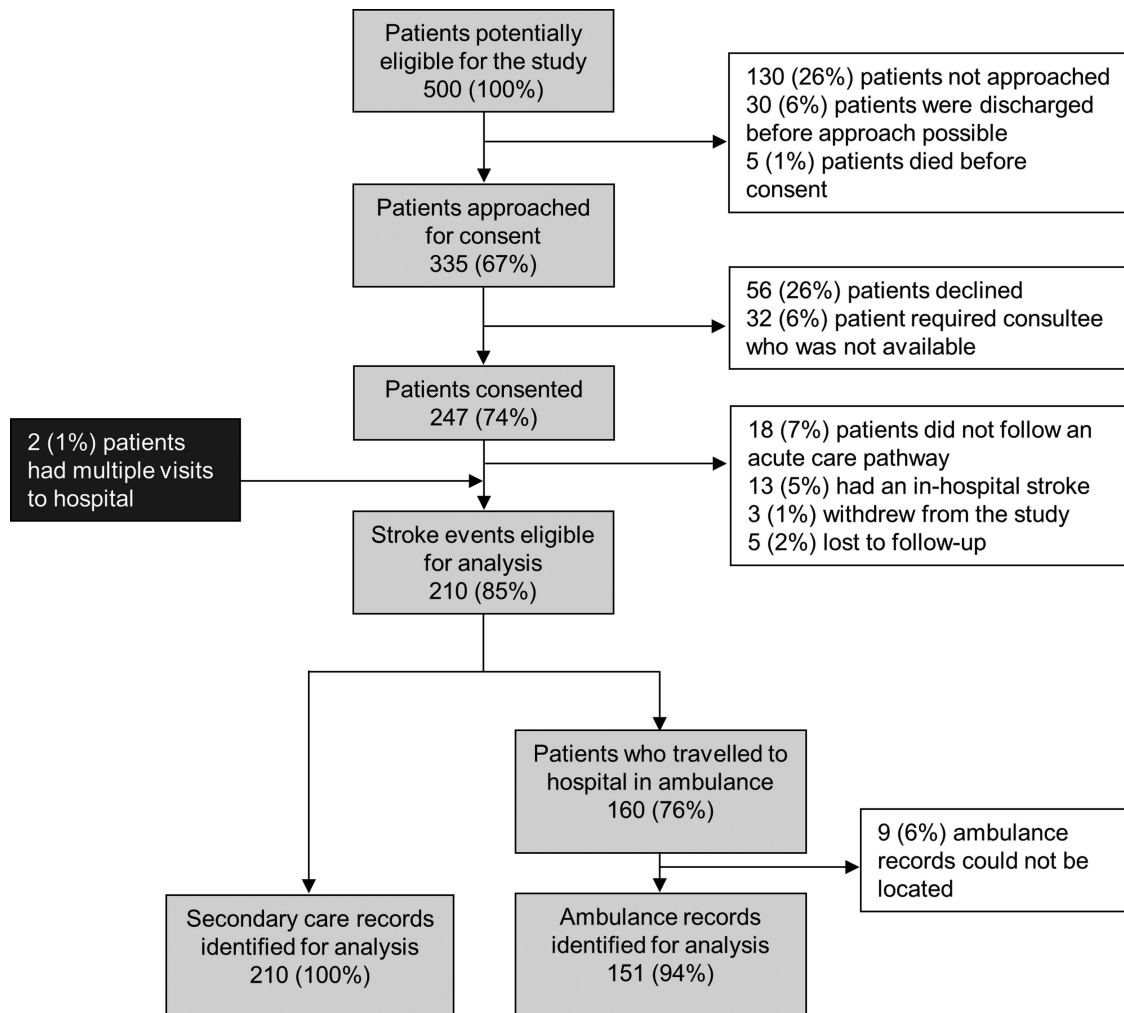 Patients potentially
eligible for the study
500 (100%)
130 (26%) patients not approached
30 (6%) patients were discharged
before approach possible
5 (1%) patients died before
consent
Patients approached
for consent
335 (67%)
56 (26%) patients declined
32 (6%) patient required consultee
who was not available
Patients consented
247 (74%)
2 (1%) patients
had multiple visits
to hospital
18 (7%) patients did not follow an
acute care pathway
13 (5%) had an in-hospital stroke
3 (1%) withdrew from the study
5 (2%) lost to follow-up
Stroke events eligible
for analysis
210 (85%)
Patients who travelled to
hospital in ambulance
160 (76%)
9 (6%) ambulance
records could not be
located
Secondary care records
identified for analysis
210 (100%)
Ambulance records
identified for analysis
151 (94%)